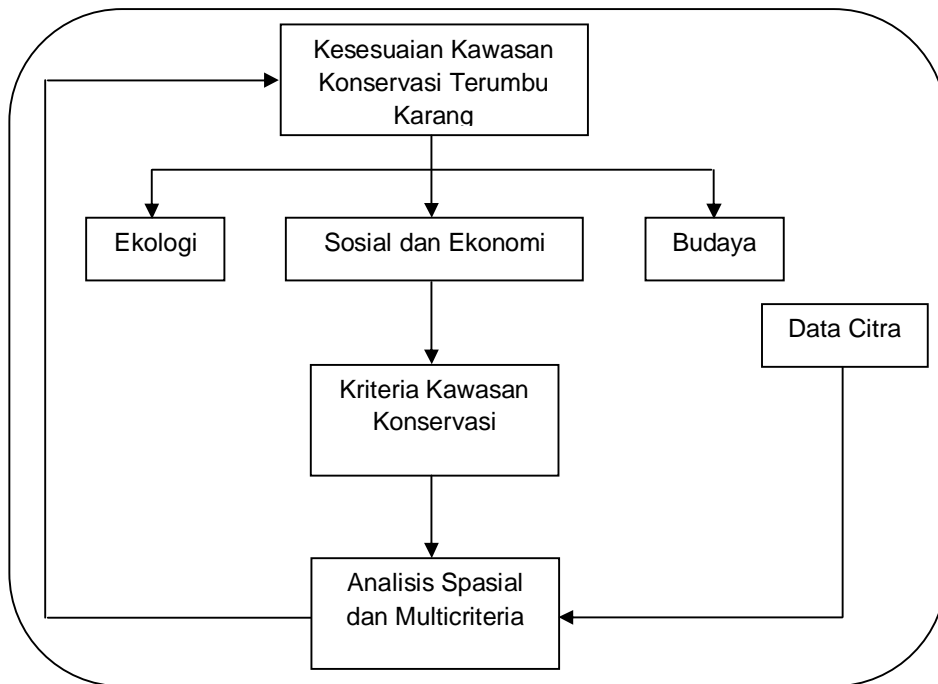 Kesesuaian Kawasan
Konservasi Terumbu
Karang
Ekologi
Sosial dan Ekonomi
Budaya
Data Citra
Kriteria Kawasan
Konservasi
Analisis Spasial
dan Multicriteria